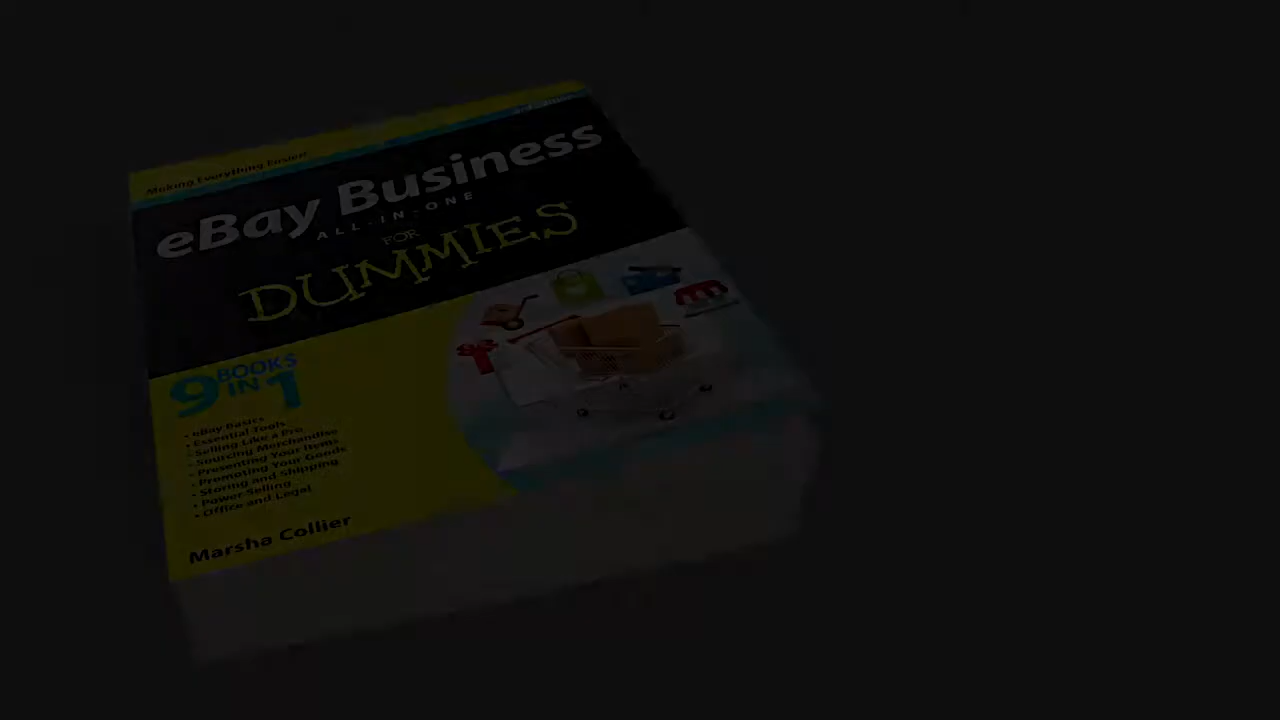 Making Everything Easier!
eBay Business
ALL-IN-ONE
FOR
DUMMIES
9 BOOKS IN 1
• eBay Basics
• Essential Tools
• Selling Like a Pro
• Sourcing Merchandise
• Presenting Your Items
• Promoting Your Goods
• Storing and Shipping
• Power Selling
• Office and Legal
Marsha Collier